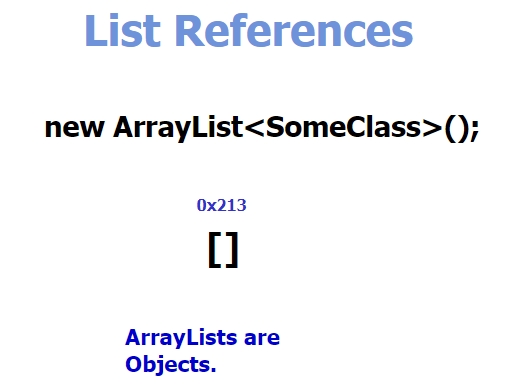 List References
new ArrayList<SomeClass>();
0x213
[]
ArrayLists are
Objects.